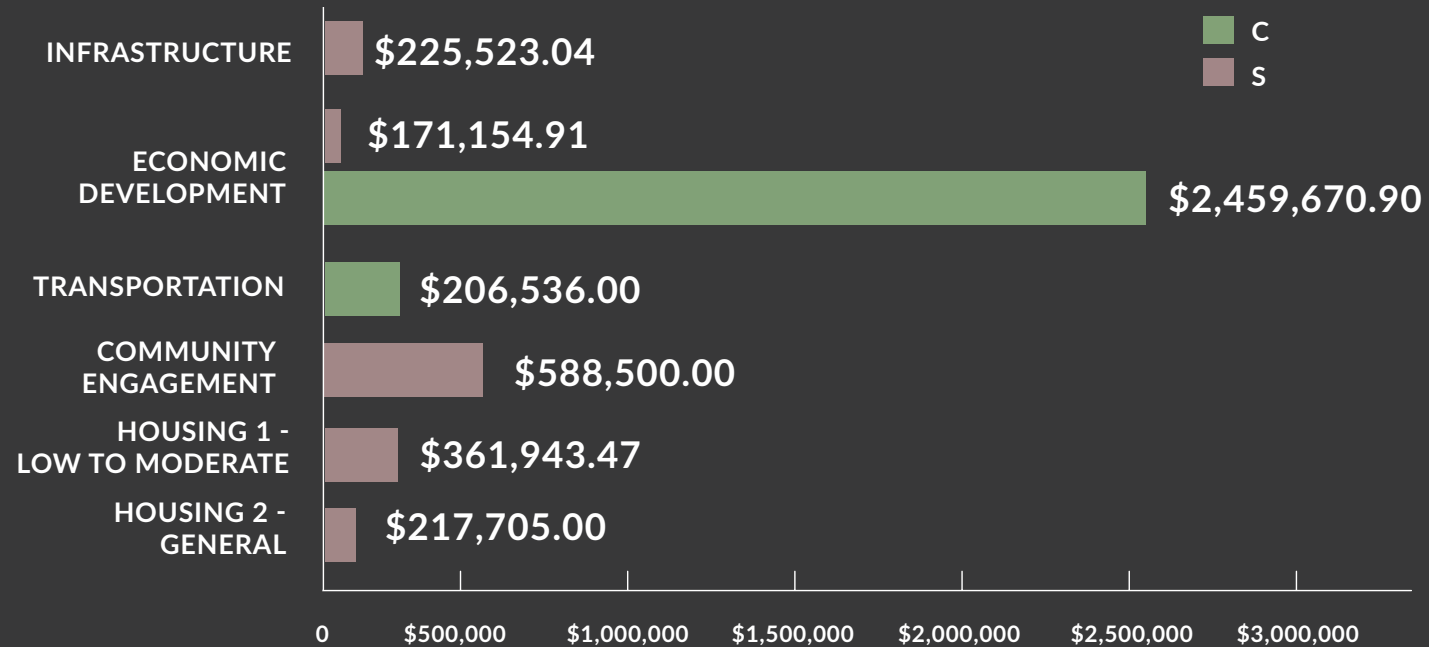 C
S
INFRASTRUCTURE
$225,523.04
ECONOMIC
DEVELOPMENT
$171,154.91
$2,459,670.90
TRANSPORTATION
$206,536.00
COMMUNITY
ENGAGEMENT
$588,500.00
HOUSING 1 -
LOW TO MODERATE
$361,943.47
HOUSING 2 -
GENERAL
$217,705.00
0 $500,000 $1,000,000 $1,500,000 $2,000,000 $2,500,000 $3,000,000